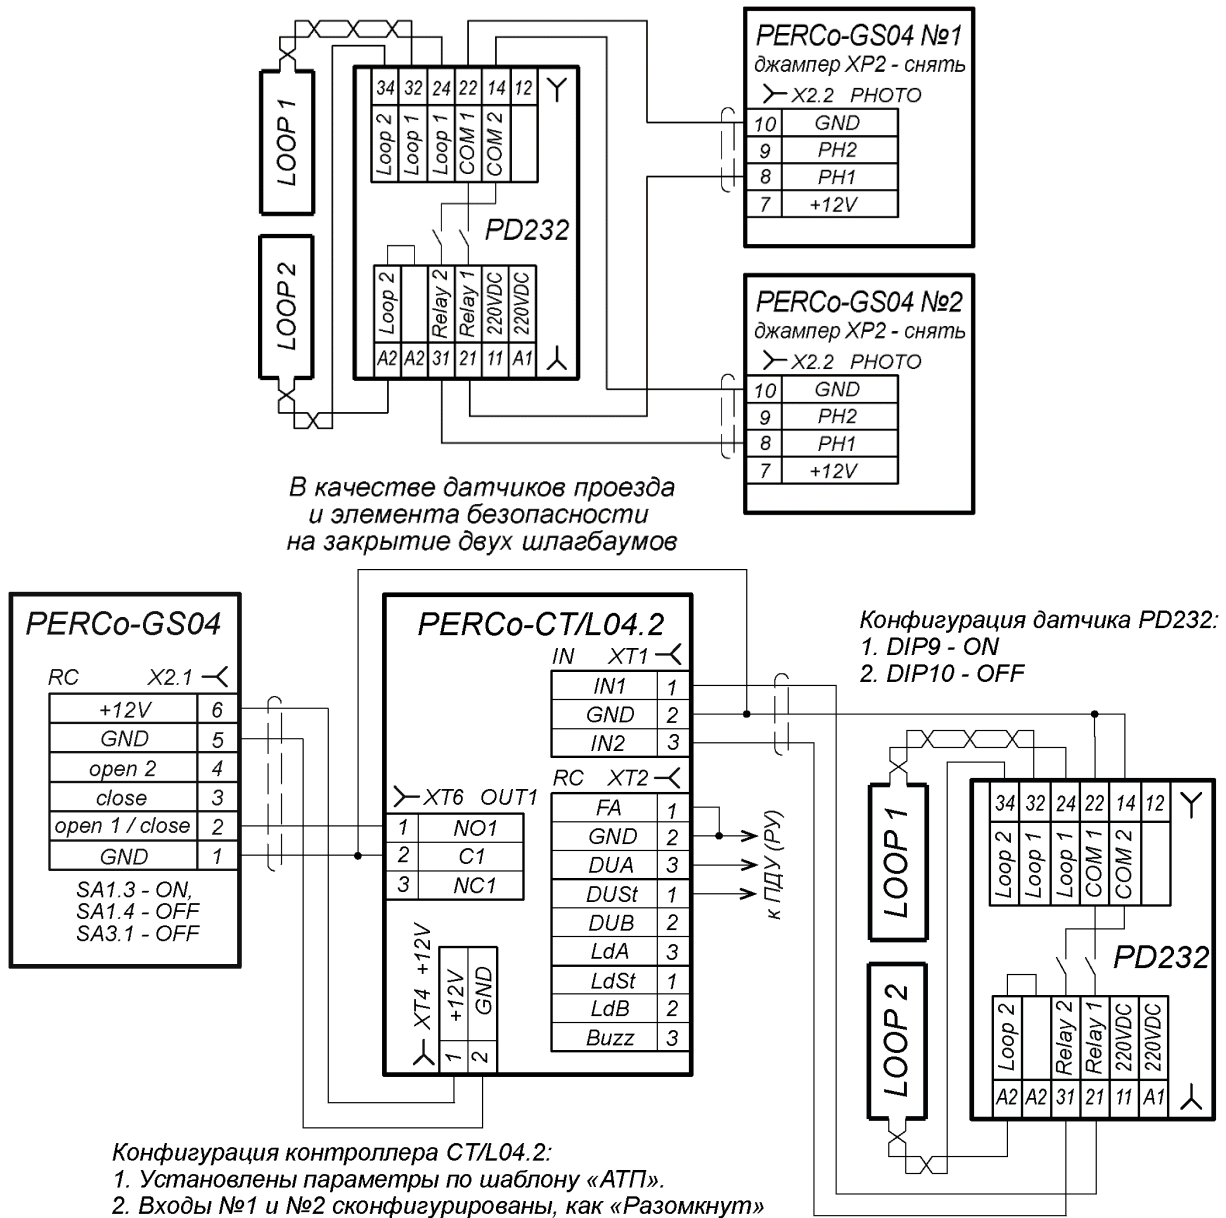 LOOP 1
LOOP 2
34 32 24 22 14 12
Loop 2
Loop 1
Loop 1
COM 1
COM 2
PD232
Loop 2
Relay 2
Relay 1
220VDC
220VDC
A2 A2 31 21 11 A1
PERCo-GS04 №1
джампер XP2 - снять
X2.2 PHOTO
10 GND
9 PH2
8 PH1
7 +12V
PERCo-GS04 №2
джампер XP2 - снять
X2.2 PHOTO
10 GND
9 PH2
8 PH1
7 +12V
В качестве датчиков проезда
и элемента безопасности
на закрытие двух шлагбаумов
PERCo-GS04
RC X2.1
+12V 6
GND 5
open 2 4
close 3
open 1 / close 2
GND 1
SA1.3 - ON,
SA1.4 - OFF
SA3.1 - OFF
PERCo-CT/L04.2
IN XT1
IN1 1
GND 2
IN2 3
RC XT2
FA 1
GND 2
DUA 3
DUSt 1
DUB 2
LdA 3
LdSt 1
LdB 2
Buzz 3
XT6 OUT1
1 NO1
2 C1
3 NC1
XT4 +12V
1 +12V
2 GND
к ПДУ (РУ)
Конфигурация датчика PD232:
1. DIP9 - ON
2. DIP10 - OFF
LOOP 1
LOOP 2
34 32 24 22 14 12
Loop 2
Loop 1
Loop 1
COM 1
COM 2
PD232
Loop 2
Relay 2
Relay 1
220VDC
220VDC
A2 A2 31 21 11 A1
Конфигурация контроллера CT/L04.2:
1. Установлены параметры по шаблону «АТП».
2. Входы №1 и №2 сконфигурированы, как «Разомкнут»